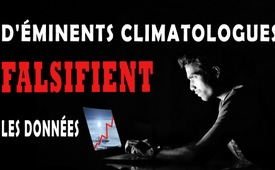 D'ÉMINENTS CLIMATOLOGUES
FALSIFIENT
LES DONNÉES